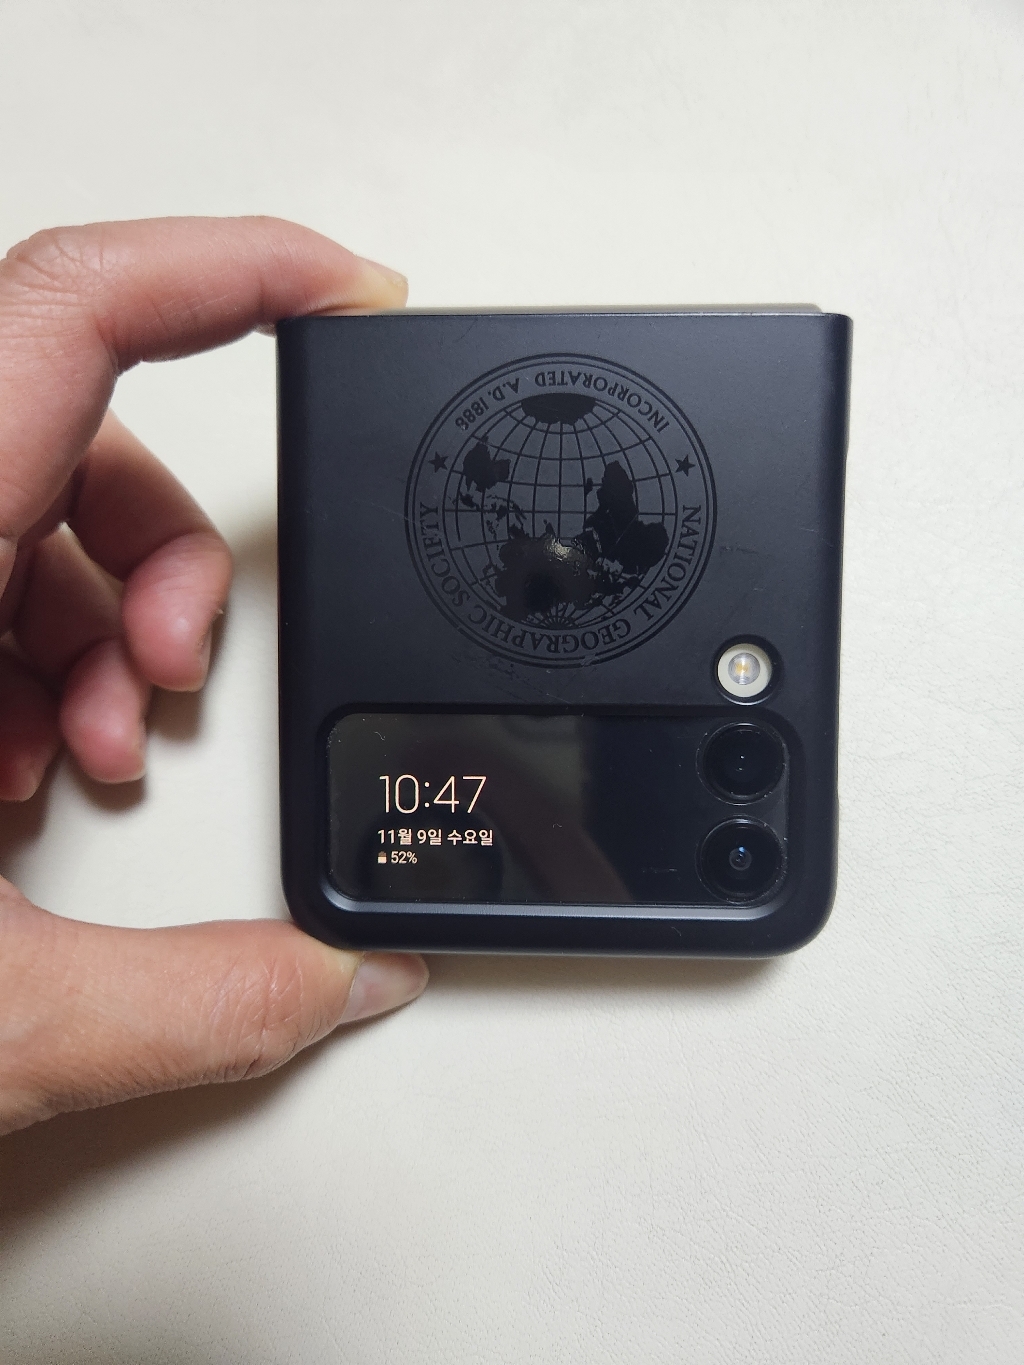 NATIONAL GEOGRAPHIC SOCIETY
INCORPORATED A.D. 1888
10:47
11월 9일 수요일
52%